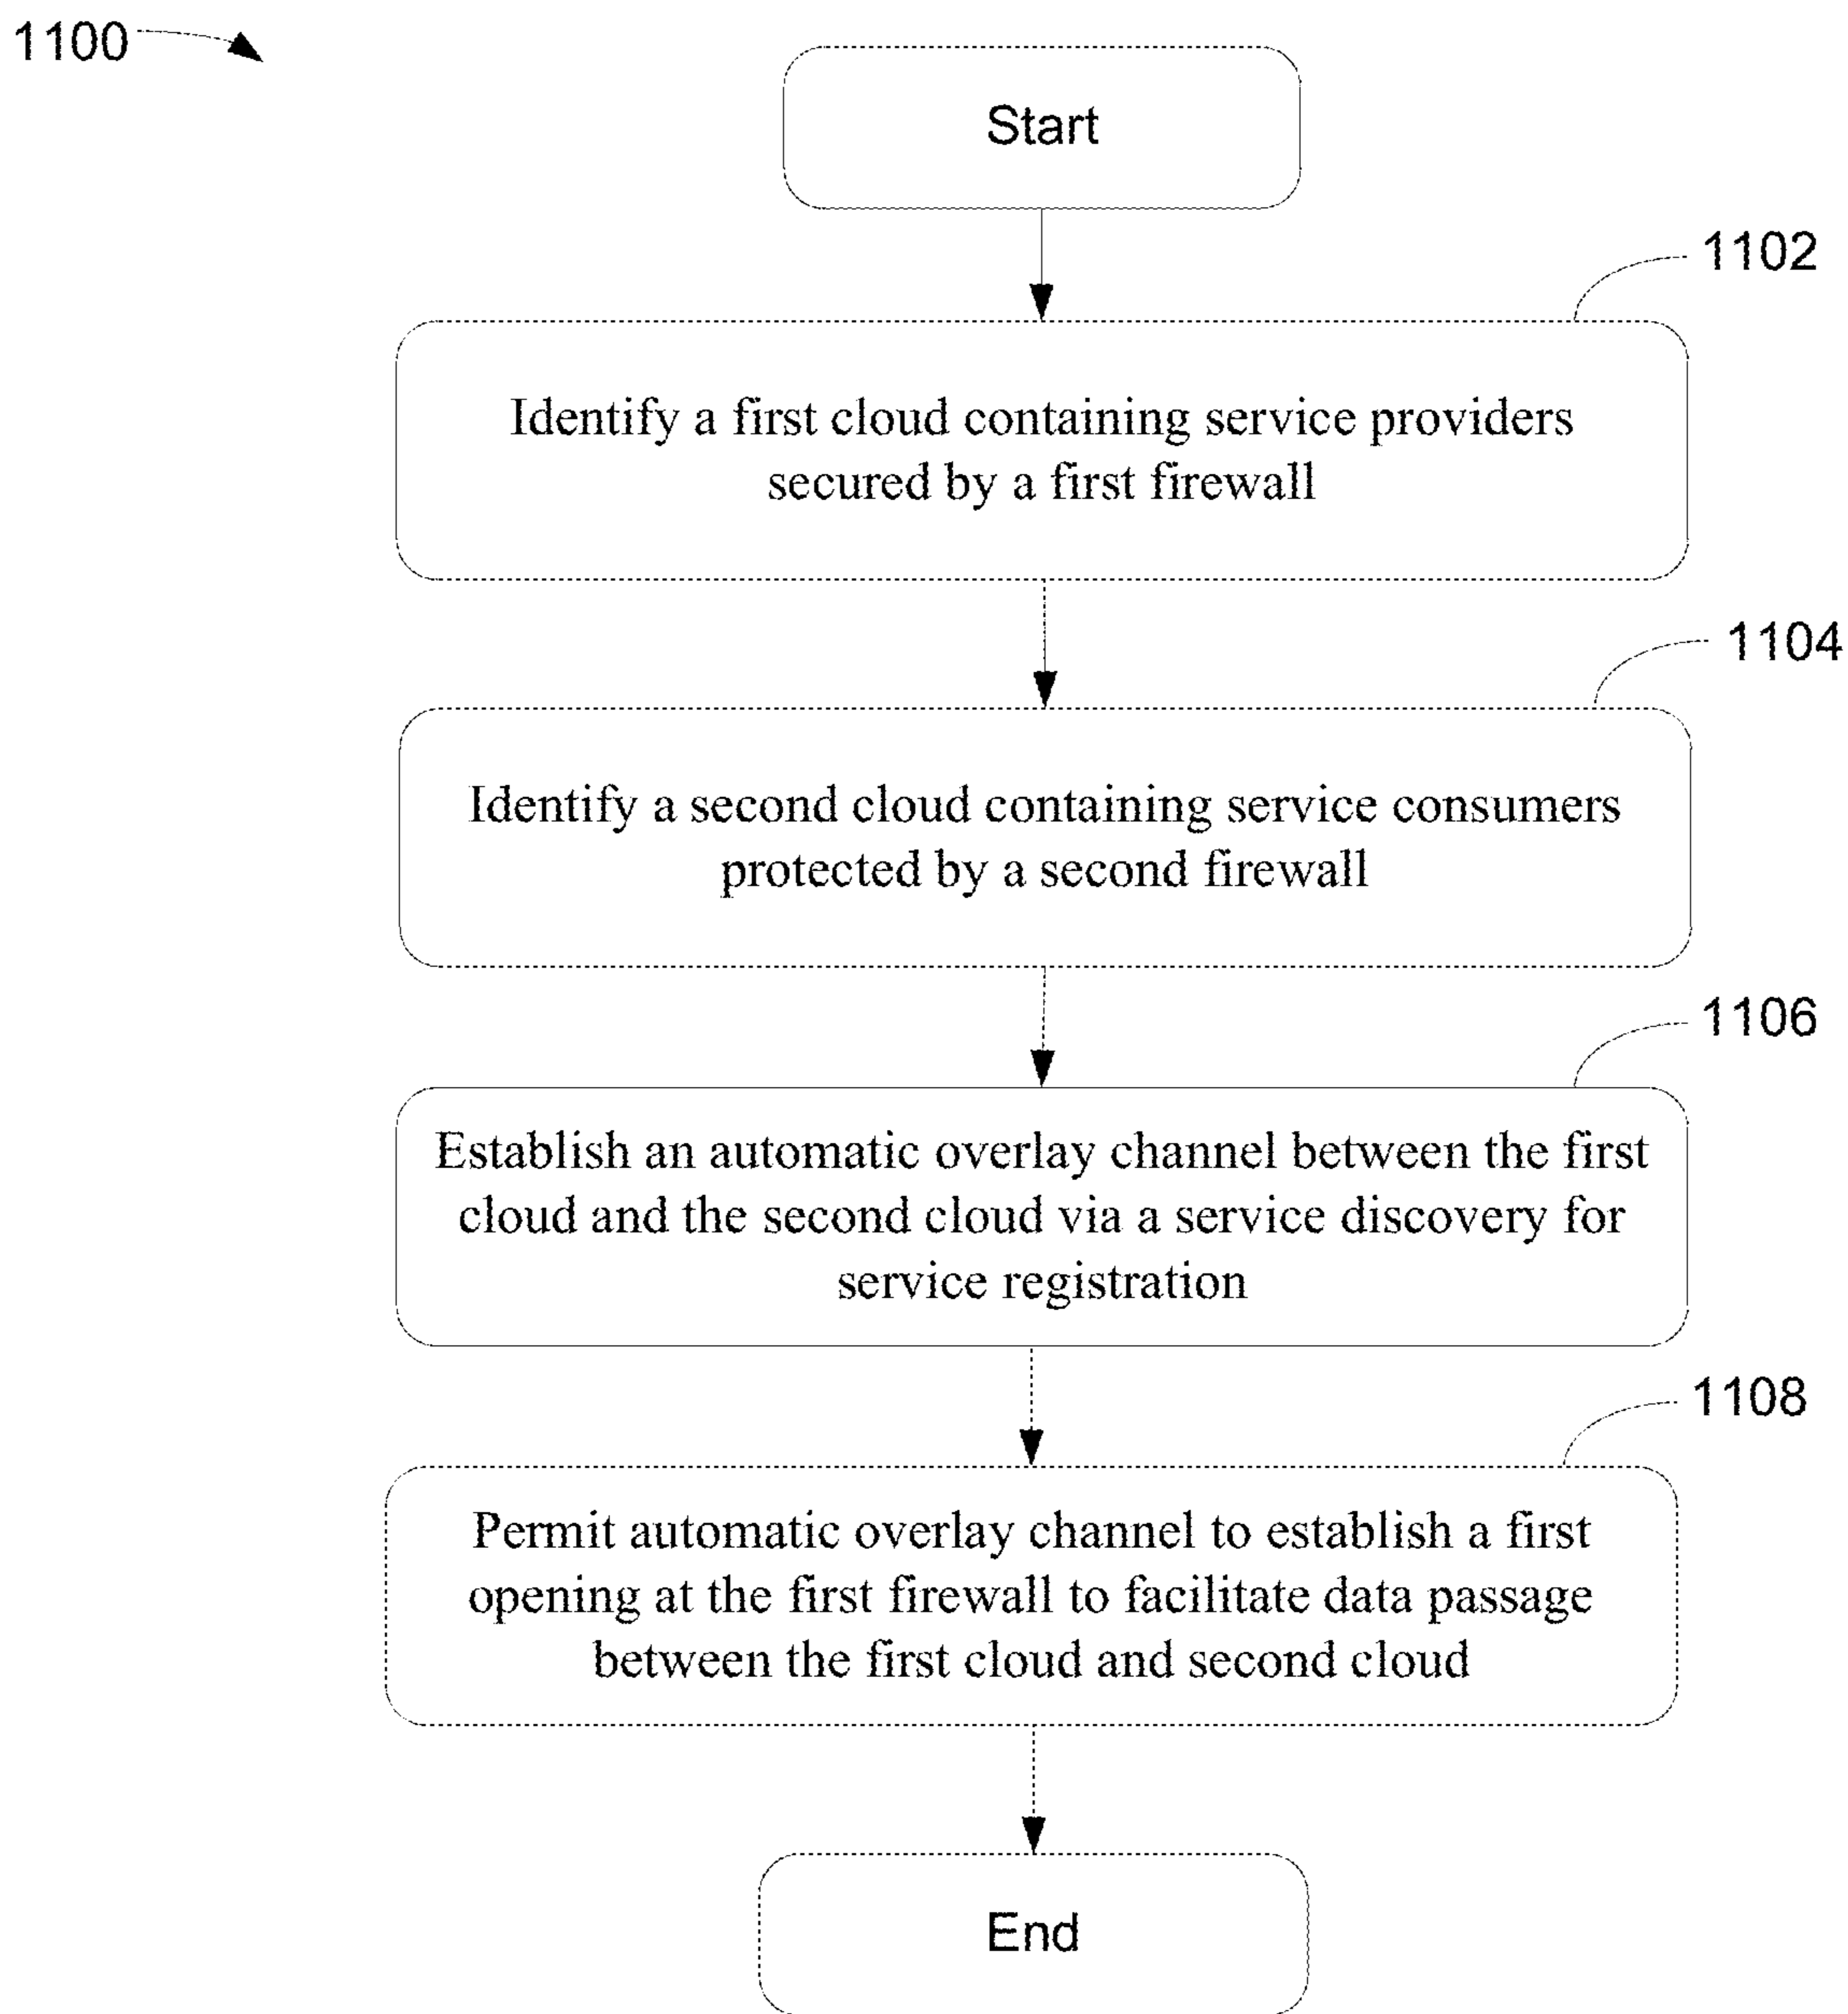 1100
Start
1102
Identify a first cloud containing service providers
secured by a first firewall
1104
Identify a second cloud containing service consumers
protected by a second firewall
1106
Establish an automatic overlay channel between the first
cloud and the second cloud via a service discovery for
service registration
1108
Permit automatic overlay channel to establish a first
opening at the first firewall to facilitate data passage
between the first cloud and second cloud
End